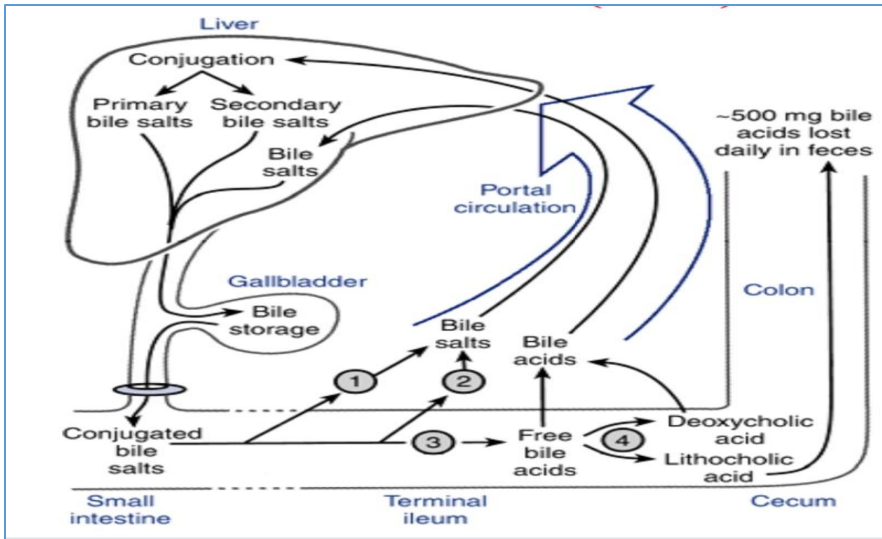 Liver
Conjugation
Primary
bile salts
Secondary
bile salts
Bile
salts
~500 mg bile
acids lost
daily in feces
Portal
circulation
Gallbladder
Bile
storage
Colon
Bile
salts
Bile
acids
1
2
Conjugated
bile
salts
3
Free
bile
acids
4
Deoxycholic
acid
Lithocholic
acid
Small
intestine
Terminal
ileum
Cecum